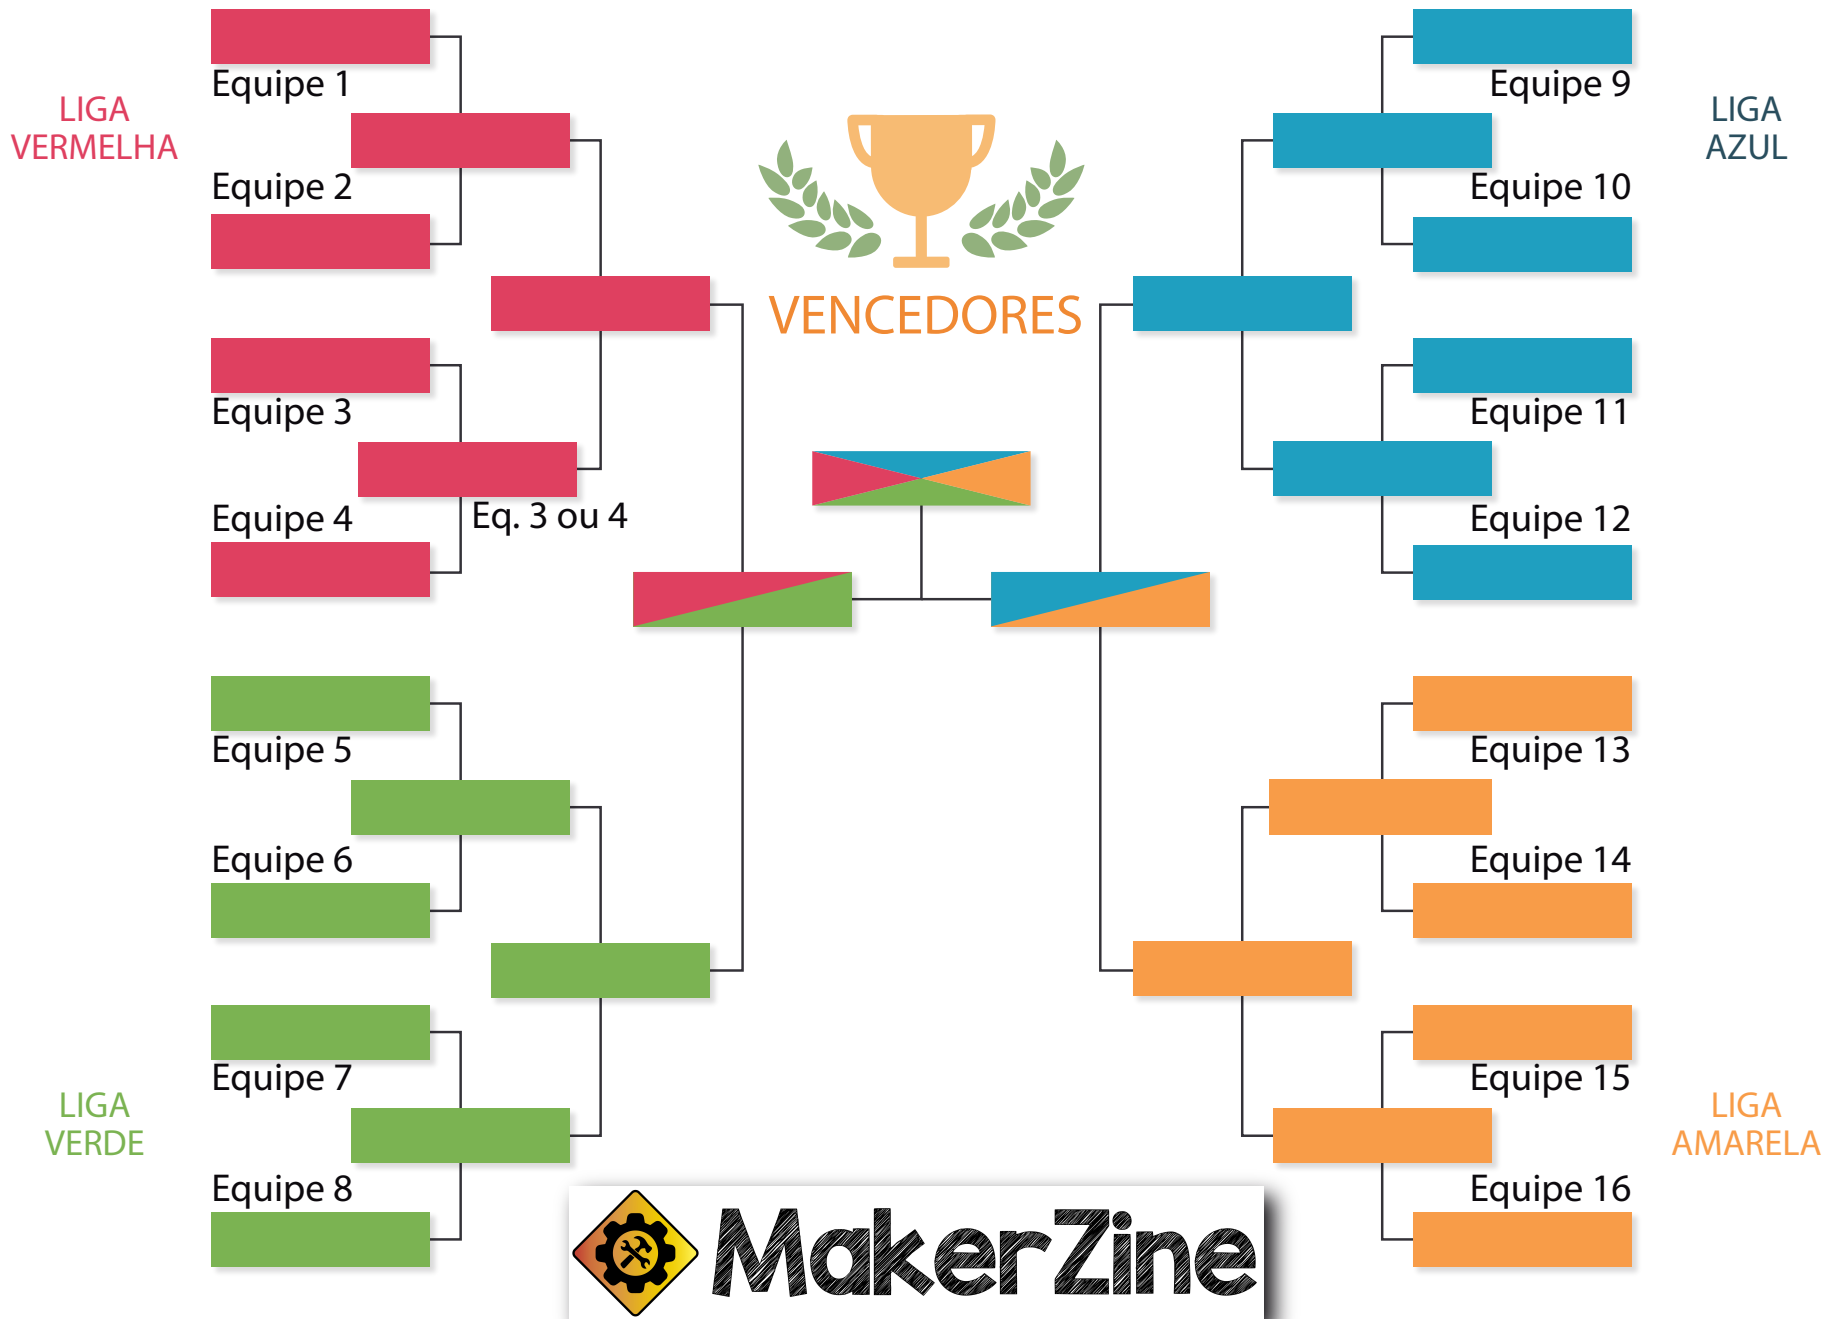 LIGA
VERMELHA
Equipe 1
Equipe 2
Equipe 3
Equipe 4
Eq. 3 ou 4
VENCEDORES
Equipe 9
LIGA
AZUL
Equipe 10
Equipe 11
Equipe 12
Equipe 5
Equipe 6
Equipe 7
LIGA
VERDE
Equipe 8
Equipe 13
Equipe 14
Equipe 15
LIGA
AMARELA
Equipe 16
MakerZine